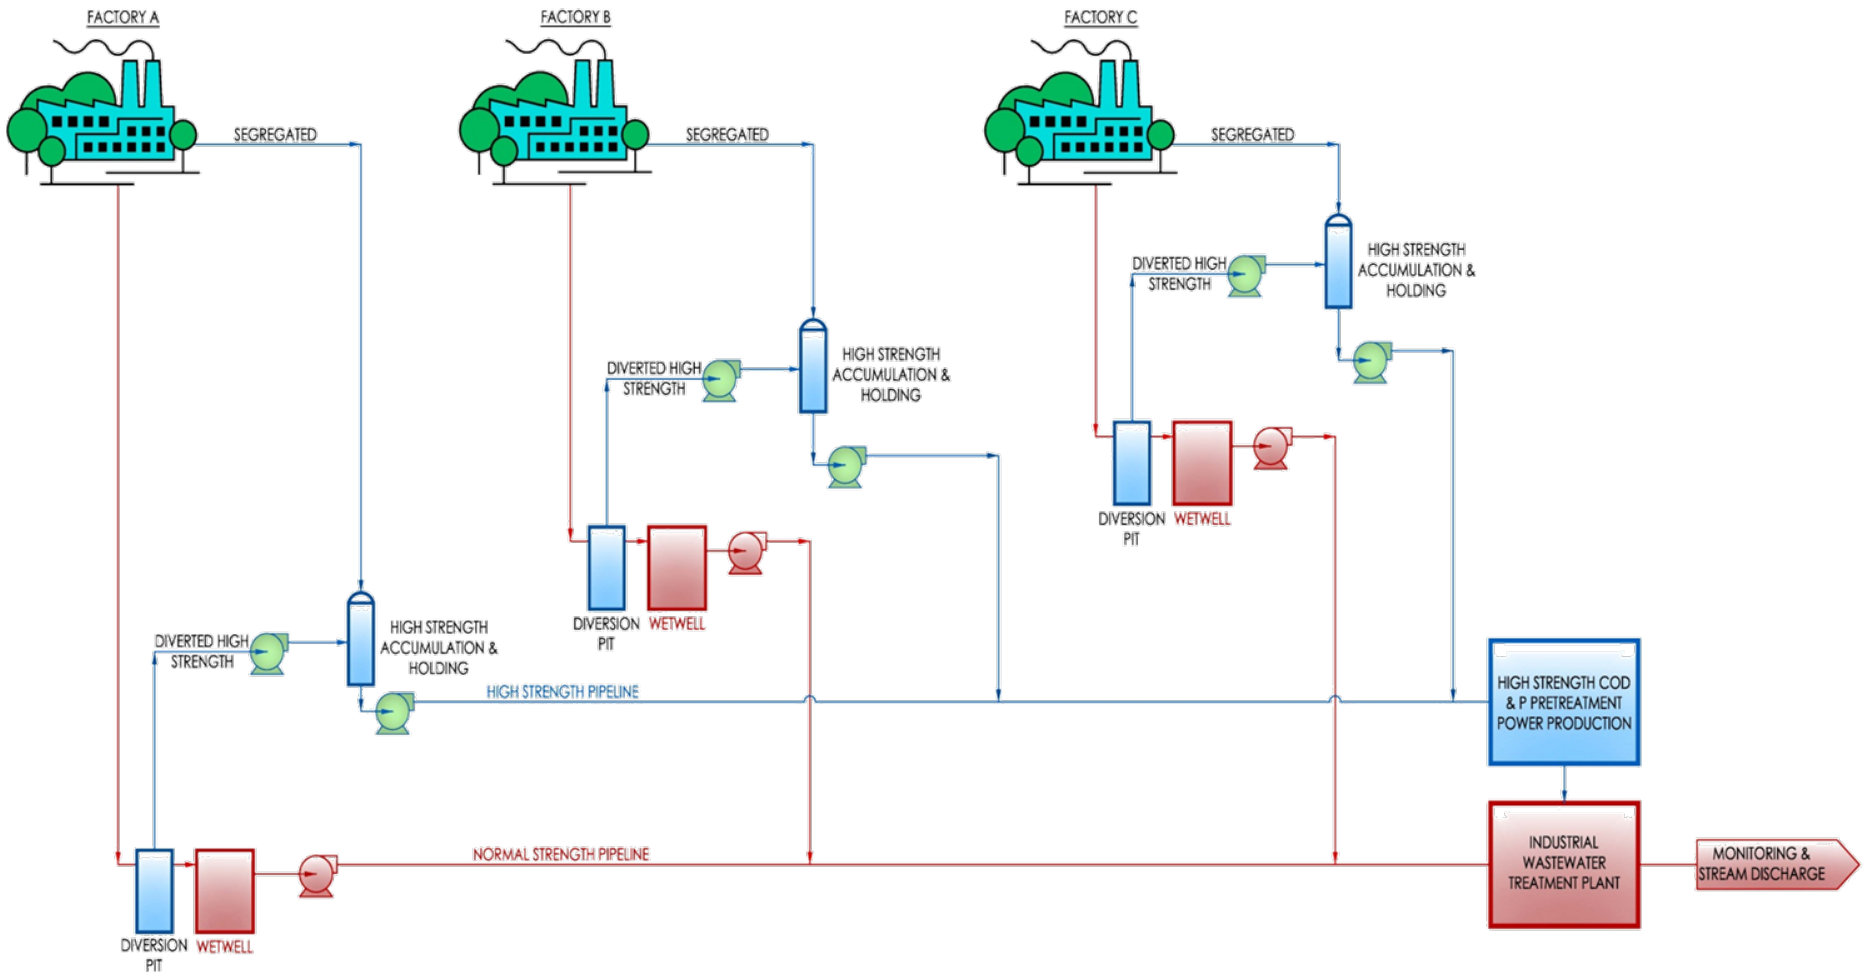 FACTORY A
FACTORY B
FACTORY C
SEGREGATED
SEGREGATED
SEGREGATED
DIVERTED HIGH
STRENGTH
HIGH STRENGTH
ACCUMULATION &
HOLDING
DIVERTED HIGH
STRENGTH
HIGH STRENGTH
ACCUMULATION &
HOLDING
DIVERSION
PIT
WETWELL
DIVERSION
PIT
WETWELL
DIVERTED HIGH
STRENGTH
HIGH STRENGTH
ACCUMULATION &
HOLDING
HIGH STRENGTH PIPELINE
HIGH STRENGTH COD
& P PRETREATMENT
POWER PRODUCTION
NORMAL STRENGTH PIPELINE
INDUSTRIAL
WASTEWATER
TREATMENT PLANT
MONITORING &
STREAM DISCHARGE
DIVERSION
PIT
WETWELL